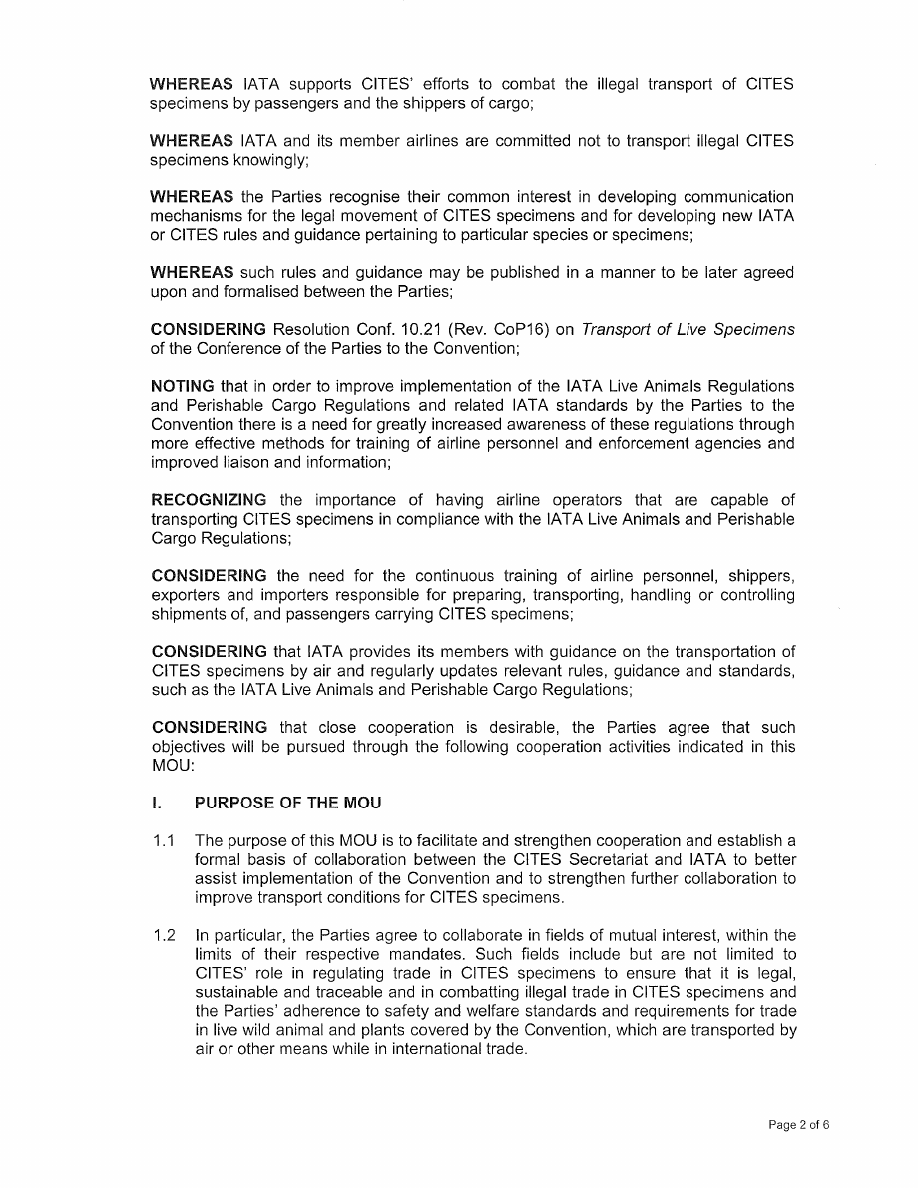 WHEREAS IATA supports CITES' efforts to combat the illegal transport of CITES
specimens by passengers and the shippers of cargo;
WHEREAS IATA and its member airlines are committed not to transport illegal CITES
specimens knowingly;
WHEREAS the Parties recognise their common interest in developing communication
mechanisms for the legal movement of CITES specimens and for developing new IATA
or CITES rules and guidance pertaining to particular species or specimens;
WHEREAS such rules and guidance may be published in a manner to be later agreed
upon and formalised between the Parties;
CONSIDERING Resolution Conf. 10.21 (Rev. CoP16) on Transport of Live Specimens
of the Conference of the Parties to the Convention;
NOTING that in order to improve implementation of the IATA Live Animals Regulations
and Perishable Cargo Regulations and related IATA standards by the Parties to the
Convention there is a need for greatly increased awareness of these regulations through
more effective methods for training of airline personnel and enforcement agencies and
improved liaison and information;
RECOGNIZING the importance of having airline operators that are capable of
transporting CITES specimens in compliance with the IATA Live Animals and Perishable
Cargo Regulations;
CONSIDERING the need for the continuous training of airline personnel, shippers,
exporters and importers responsible for preparing, transporting, handling or controlling
shipments of, and passengers carrying CITES specimens;
CONSIDERING that IATA provides its members with guidance on the transportation of
CITES specimens by air and regularly updates relevant rules, guidance and standards,
such as the IATA Live Animals and Perishable Cargo Regulations;
CONSIDERING that close cooperation is desirable, the Parties agree that such
objectives will be pursued through the following cooperation activities indicated in this
MOU:
I. PURPOSE OF THE MOU
1.1 The purpose of this MOU is to facilitate and strengthen cooperation and establish a
formal basis of collaboration between the CITES Secretariat and IATA to better
assist implementation of the Convention and to strengthen further collaboration to
improve transport conditions for CITES specimens.
1.2 In particular, the Parties agree to collaborate in fields of mutual interest, within the
limits of their respective mandates. Such fields include but are not limited to
CITES' role in regulating trade in CITES specimens to ensure that it is legal,
sustainable and traceable and in combatting illegal trade in CITES specimens and
the Parties' adherence to safety and welfare standards and requirements for trade
in live wild animal and plants covered by the Convention, which are transported by
air or other means while in international trade.
Page 2 of 6